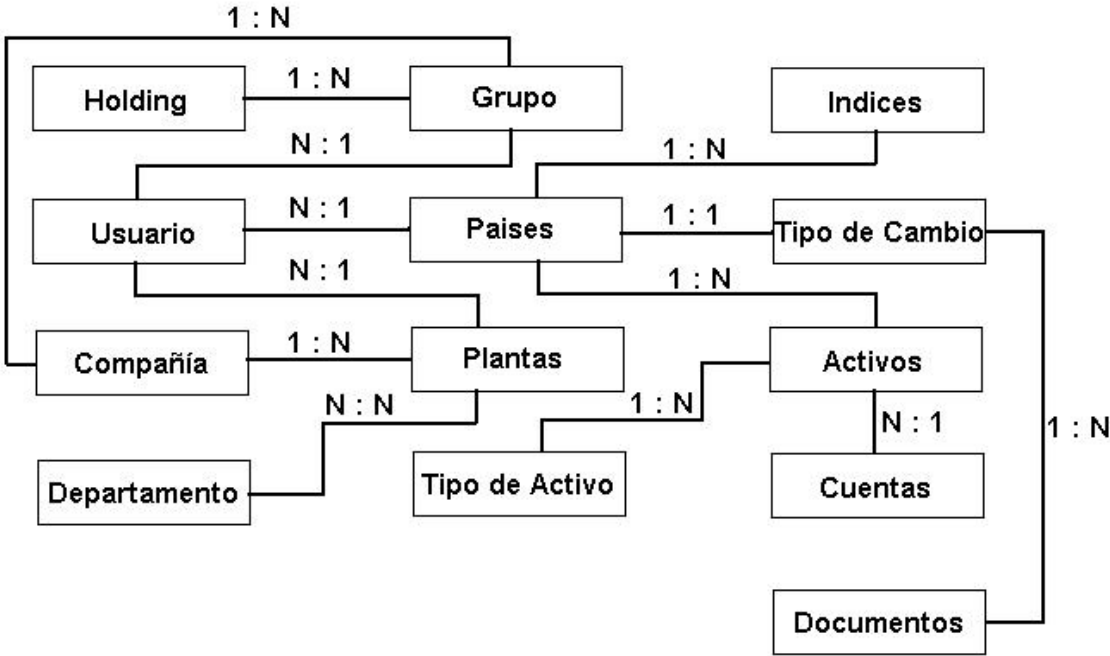 1 : N
Holding
1 : N
Grupo
Indices
N : 1
1 : N
Usuario
N : 1
Paises
1 : 1
Tipo de Cambio
N : 1
1 : N
Compañía
1 : N
Plantas
Activos
N : N
1 : N
N : 1
1 : N
Departamento
Tipo de Activo
Cuentas
Documentos